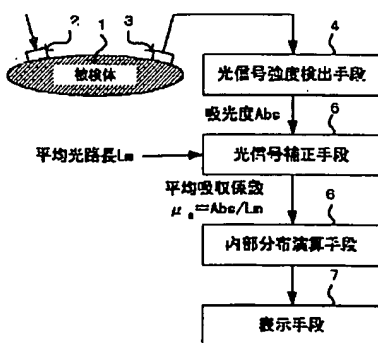 2 1 3
被検体
4
光信号強度検出手段
吸光度Abs
6
平均光路長Lm
光信号補正手段
平均吸収係数
μa=Abs/Lm
6
内部分布演算手段
7
表示手段